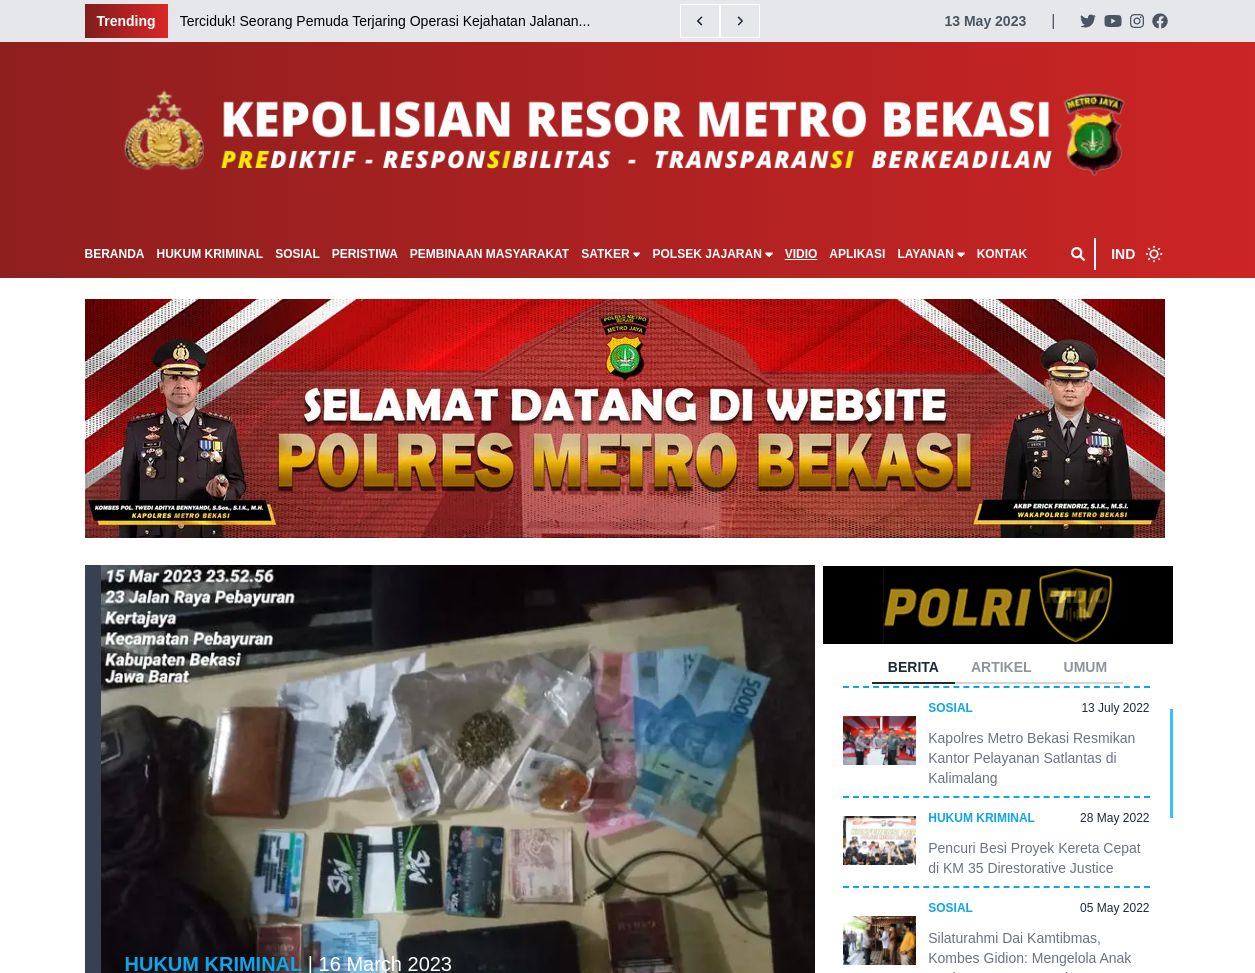 Trending
Terciduk! Seorang Pemuda Terjaring Operasi Kejahatan Jalanan...
13 May 2023
|
KEPOLISIAN RESOR METRO BEKASI
PREDIKTIF - RESPONSIBILITAS - TRANSPARANSI BERKEADILAN
METRO JAYA
BERANDA HUKUM KRIMINAL SOSIAL PERISTIWA PEMBINAAN MASYARAKAT SATKER POLSEK JAJARAN VIDIO APLIKASI LAYANAN KONTAK
IND
POLRES METRO BEKASI
METRO JAYA
SELAMAT DATANG DI WEBSITE
POLRES METRO BEKASI
KOMBES POL. TWEDI ADITYA BENNYAHDI, S.Sos., S.I.K., M.H.
KAPOLRES METRO BEKASI
AKBP ERICK FRENDRIZ, S.I.K., M.S.I.
WAKAPOLRES METRO BEKASI
15 Mar 2023 23.52.56
23 Jalan Raya Pebayuran
Kertajaya
Kecamatan Pebayuran
Kabupaten Bekasi
Jawa Barat
HUKUM KRIMINAL | 16 March 2023
POLRI TV
BERITA ARTIKEL UMUM
SOSIAL 13 July 2022
Kapolres Metro Bekasi Resmikan
Kantor Pelayanan Satlantas di
Kalimalang
HUKUM KRIMINAL 28 May 2022
Pencuri Besi Proyek Kereta Cepat
di KM 35 Direstorative Justice
SOSIAL 05 May 2022
Silaturahmi Dai Kamtibmas,
Kombes Gidion: Mengelola Anak